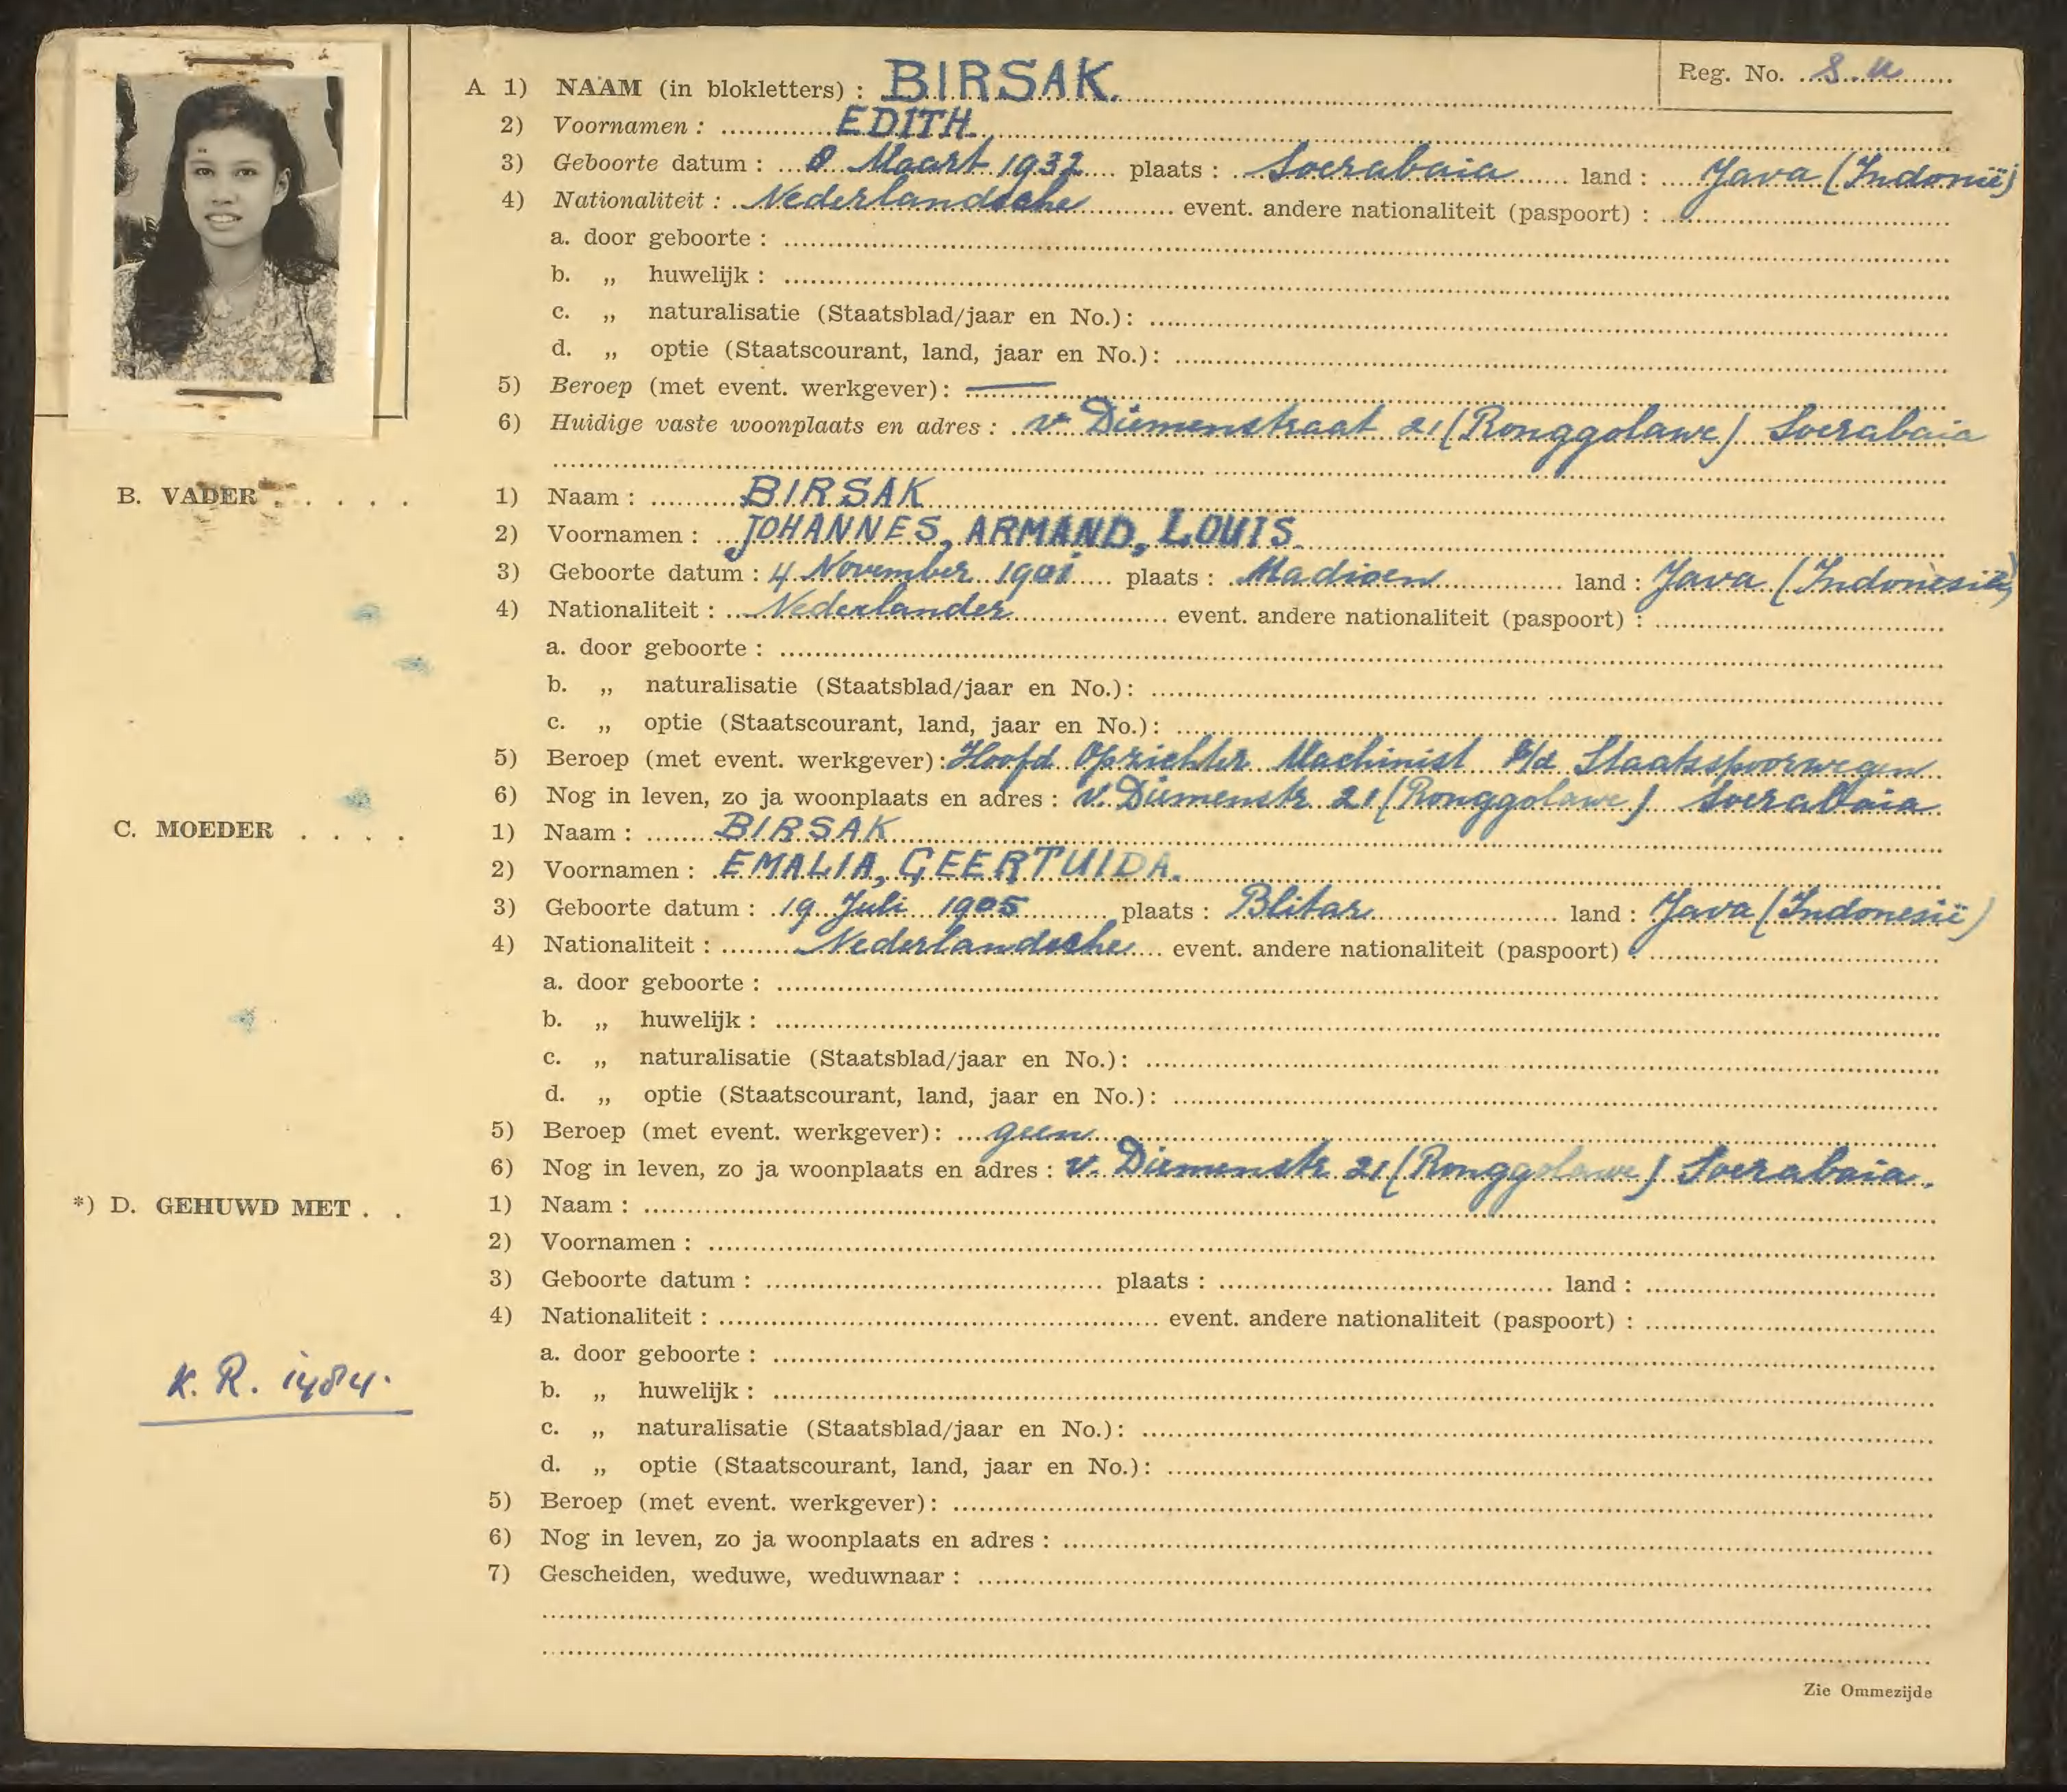 Reg. No. S.U
A 1) NAAM (in blokletters) : BIRSAK.
2) Voornamen : EDITH.
3) Geboorte datum : 8 Maart 1932 plaats : Soerabaia land : Java (Indonië)
4) Nationaliteit : Nederlandsche event. andere nationaliteit (paspoort) :
a. door geboorte :
b. „ huwelijk :
c. „ naturalisatie (Staatsblad/jaar en No.) :
d. „ optie (Staatscourant, land, jaar en No.) :
5) Beroep (met event. werkgever) : —
6) Huidige vaste woonplaats en adres : v. Diemenstraat 21 (Ronggolawe) Soerabaia
B. VADER . . . . .
1) Naam : BIRSAK
2) Voornamen : JOHANNES, ARMAND, LOUIS.
3) Geboorte datum : 4 November 1901 plaats : Madioen land : Java (Indonesië)
4) Nationaliteit : Nederlander event. andere nationaliteit (paspoort) :
a. door geboorte :
b. „ naturalisatie (Staatsblad/jaar en No.) :
c. „ optie (Staatscourant, land, jaar en No.) :
5) Beroep (met event. werkgever) : Hoofd Opzichter Machinist b/d Staatsspoorwegen
6) Nog in leven, zo ja woonplaats en adres : v. Diemenstr 21 (Ronggolawe) Soerabaia
C. MOEDER . . . .
1) Naam : BIRSAK
2) Voornamen : EMALIA, GEERTUIDA.
3) Geboorte datum : 19 Juli 1905 plaats : Blitar land : Java (Indonesië)
4) Nationaliteit : Nederlandsche event. andere nationaliteit (paspoort) :
a. door geboorte :
b. „ huwelijk :
c. „ naturalisatie (Staatsblad/jaar en No.) :
d. „ optie (Staatscourant, land, jaar en No.) :
5) Beroep (met event. werkgever) : geen
6) Nog in leven, zo ja woonplaats en adres : v. Diemenstr 21 (Ronggolawe) Soerabaia.
*) D. GEHUWD MET . .
1) Naam :
2) Voornamen :
3) Geboorte datum : plaats : land :
4) Nationaliteit : event. andere nationaliteit (paspoort) :
a. door geboorte :
b. „ huwelijk :
c. „ naturalisatie (Staatsblad/jaar en No.) :
d. „ optie (Staatscourant, land, jaar en No.) :
5) Beroep (met event. werkgever) :
6) Nog in leven, zo ja woonplaats en adres :
7) Gescheiden, weduwe, weduwnaar :
K. R. 1484.
Zie Ommezijde